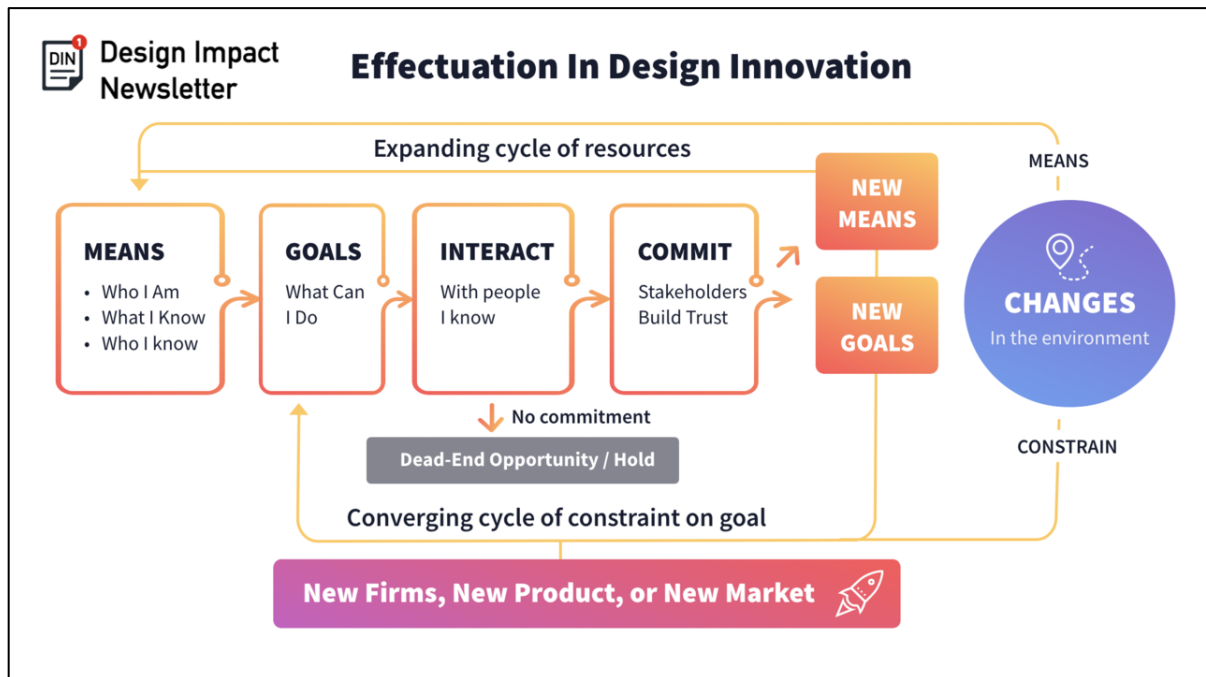 DIN
1
Design Impact
Newsletter
Effectuation In Design Innovation
Expanding cycle of resources
MEANS
NEW
MEANS
MEANS
• Who I Am
• What I Know
• Who I know
GOALS
What Can
I Do
INTERACT
With people
I know
COMMIT
Stakeholders
Build Trust
NEW
GOALS
CHANGES
In the environment
No commitment
Dead-End Opportunity / Hold
CONSTRAIN
Converging cycle of constraint on goal
New Firms, New Product, or New Market